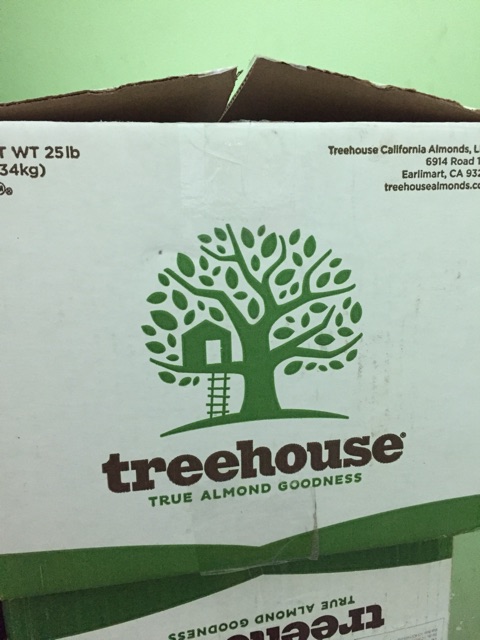 T WT 25lb
34kg)
Treehouse California Almonds, L
6914 Road 1
Earlimart, CA 932
treehousealmonds.co
treehouse®
TRUE ALMOND GOODNESS
TRUE ALMOND GOODNESS